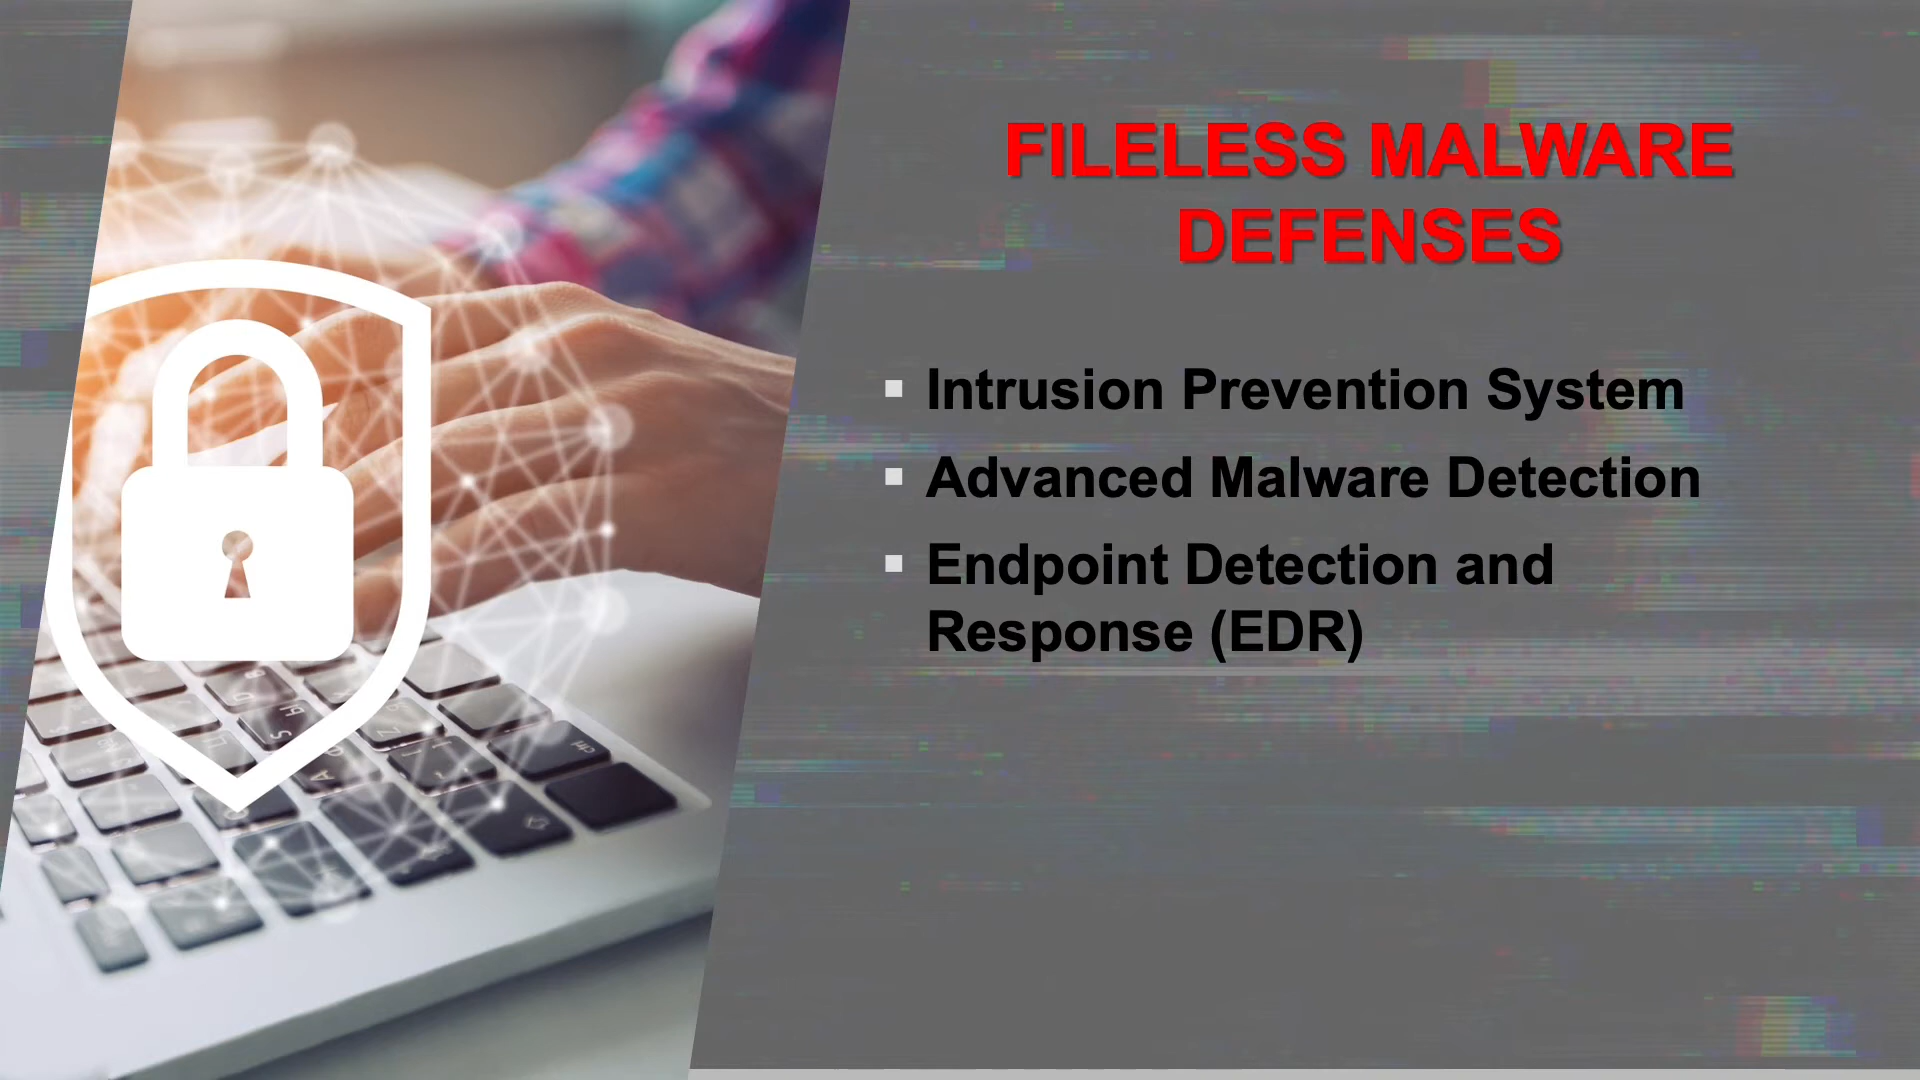 FILELESS MALWARE
DEFENSES
▪ Intrusion Prevention System
▪ Advanced Malware Detection
▪ Endpoint Detection and
Response (EDR)